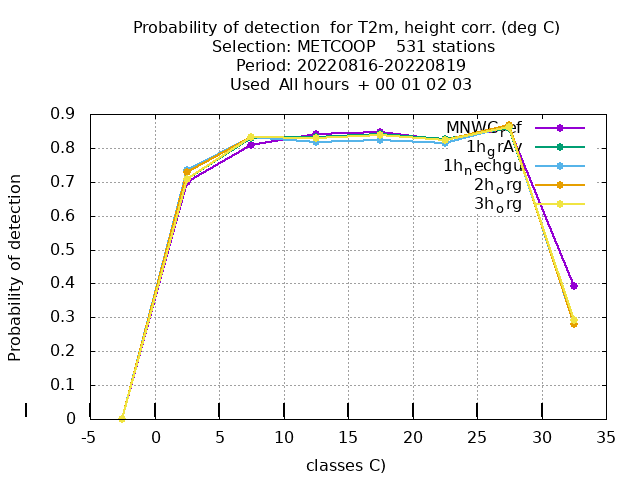 Probability of detection  for T2m, height corr. (deg C)
Selection: METCOOP    531 stations
Period: 20220816-20220819
Used  All hours  + 00 01 02 03
0.9
0.8
0.7
0.6
0.5
0.4
0.3
0.2
0.1
0
Probability of detection
MNWC_ref
1h_grAv
1h_nechgu
2h_org
3h_org
-5 0 5 10 15 20 25 30 35
classes C)